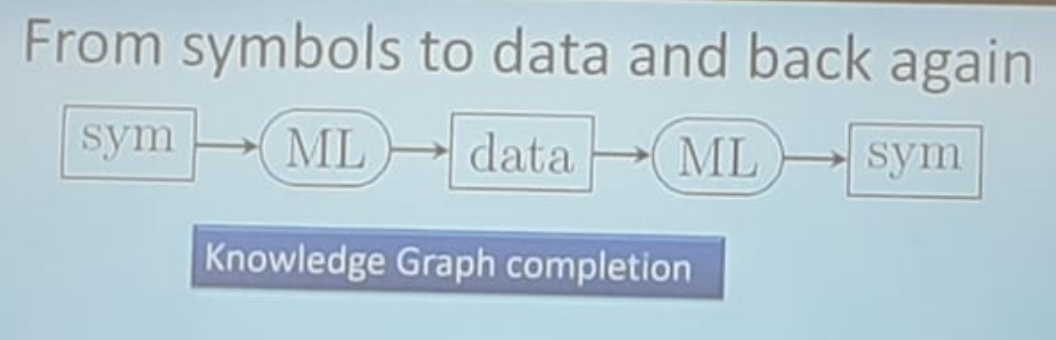 From symbols to data and back again
sym ML data ML sym
Knowledge Graph completion